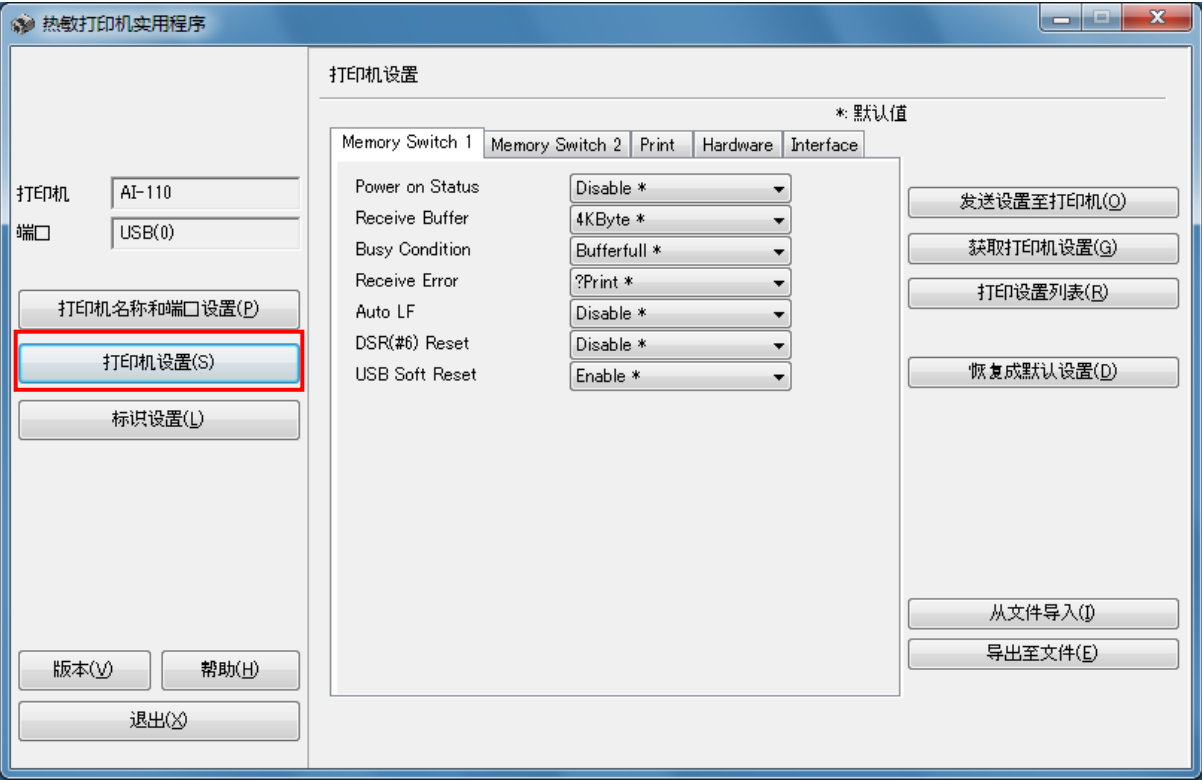 热敏打印机实用程序
打印机 AI-110
端口 USB(0)
打印机名称和端口设置(P)
打印机设置(S)
标识设置(L)
版本(V) 帮助(H)
退出(X)
打印机设置
*: 默认值
Memory Switch 1 Memory Switch 2 Print Hardware Interface
Power on Status Disable *
Receive Buffer 4KByte *
Busy Condition Bufferfull *
Receive Error ?Print *
Auto LF Disable *
DSR(#6) Reset Disable *
USB Soft Reset Enable *
发送设置至打印机(O)
获取打印机设置(G)
打印设置列表(R)
恢复成默认设置(D)
从文件导入(I)
导出至文件(E)